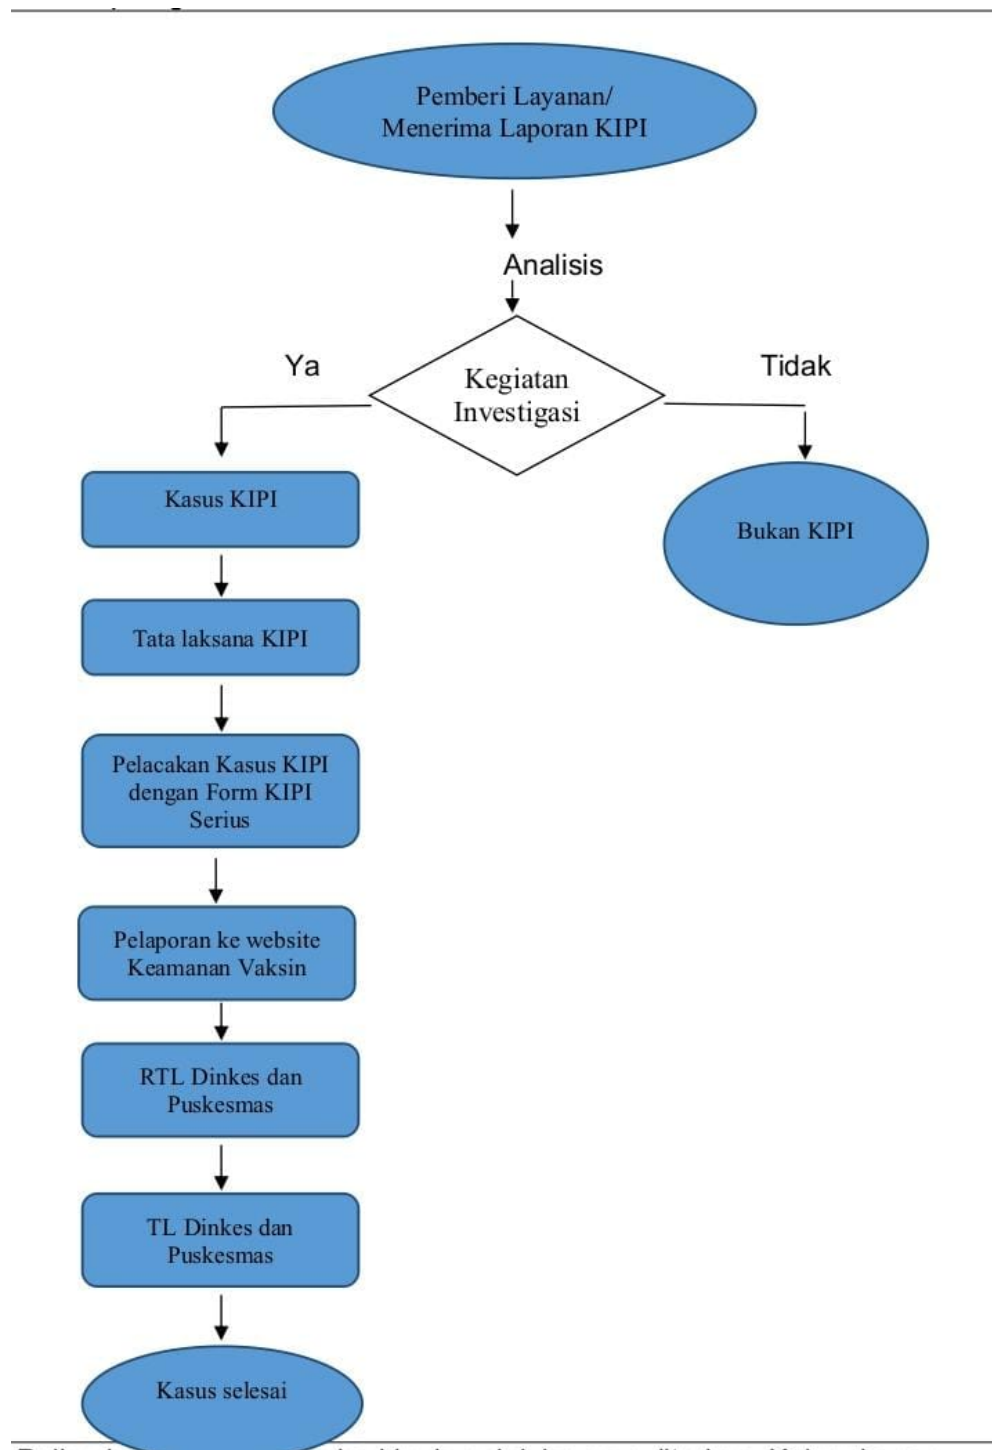 Pemberi Layanan/
Menerima Laporan KIPI
Analisis
Ya
Tidak
Kegiatan
Investigasi
Kasus KIPI
Bukan KIPI
Tata laksana KIPI
Pelacakan Kasus KIPI
dengan Form KIPI
Serius
Pelaporan ke website
Keamanan Vaksin
RTL Dinkes dan
Puskesmas
TL Dinkes dan
Puskesmas
Kasus selesai